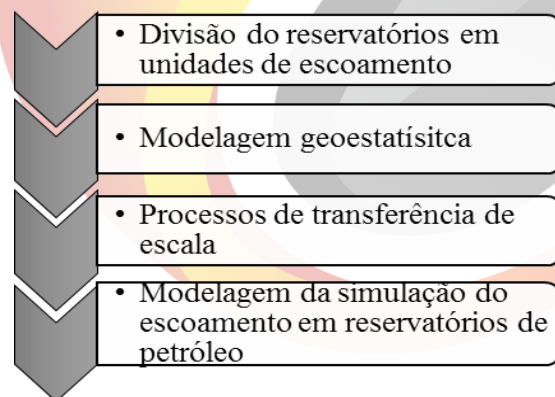 • Divisão do reservatórios em
unidades de escoamento
• Modelagem geoestatísitca
• Processos de transferência de
escala
• Modelagem da simulação do
escoamento em reservatórios de
petróleo